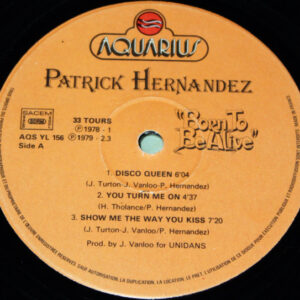 AQUARIUS
PATRICK HERNANDEZ
SACEM
33 TOURS
AQS YL 156
℗ 1978 - 1
℗ 1979 - 2.3
Side A
"Born To
Be Alive"
1. DISCO QUEEN 6'04
(J. Turton-J. Vanloo-P. Hernandez)
2. YOU TURN ME ON 4'37
(H. Tholance/P. Hernandez)
3. SHOW ME THE WAY YOU KISS 7'20
(J. Turton-J. Vanloo/P. Hernandez)
Prod. by J. Vanloo for UNIDANS